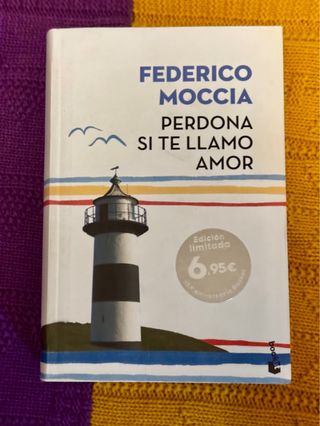 FEDERICO
MOCCIA
PERDONA
SI TE LLAMO
AMOR
Edición
limitada
6,95€
Booket